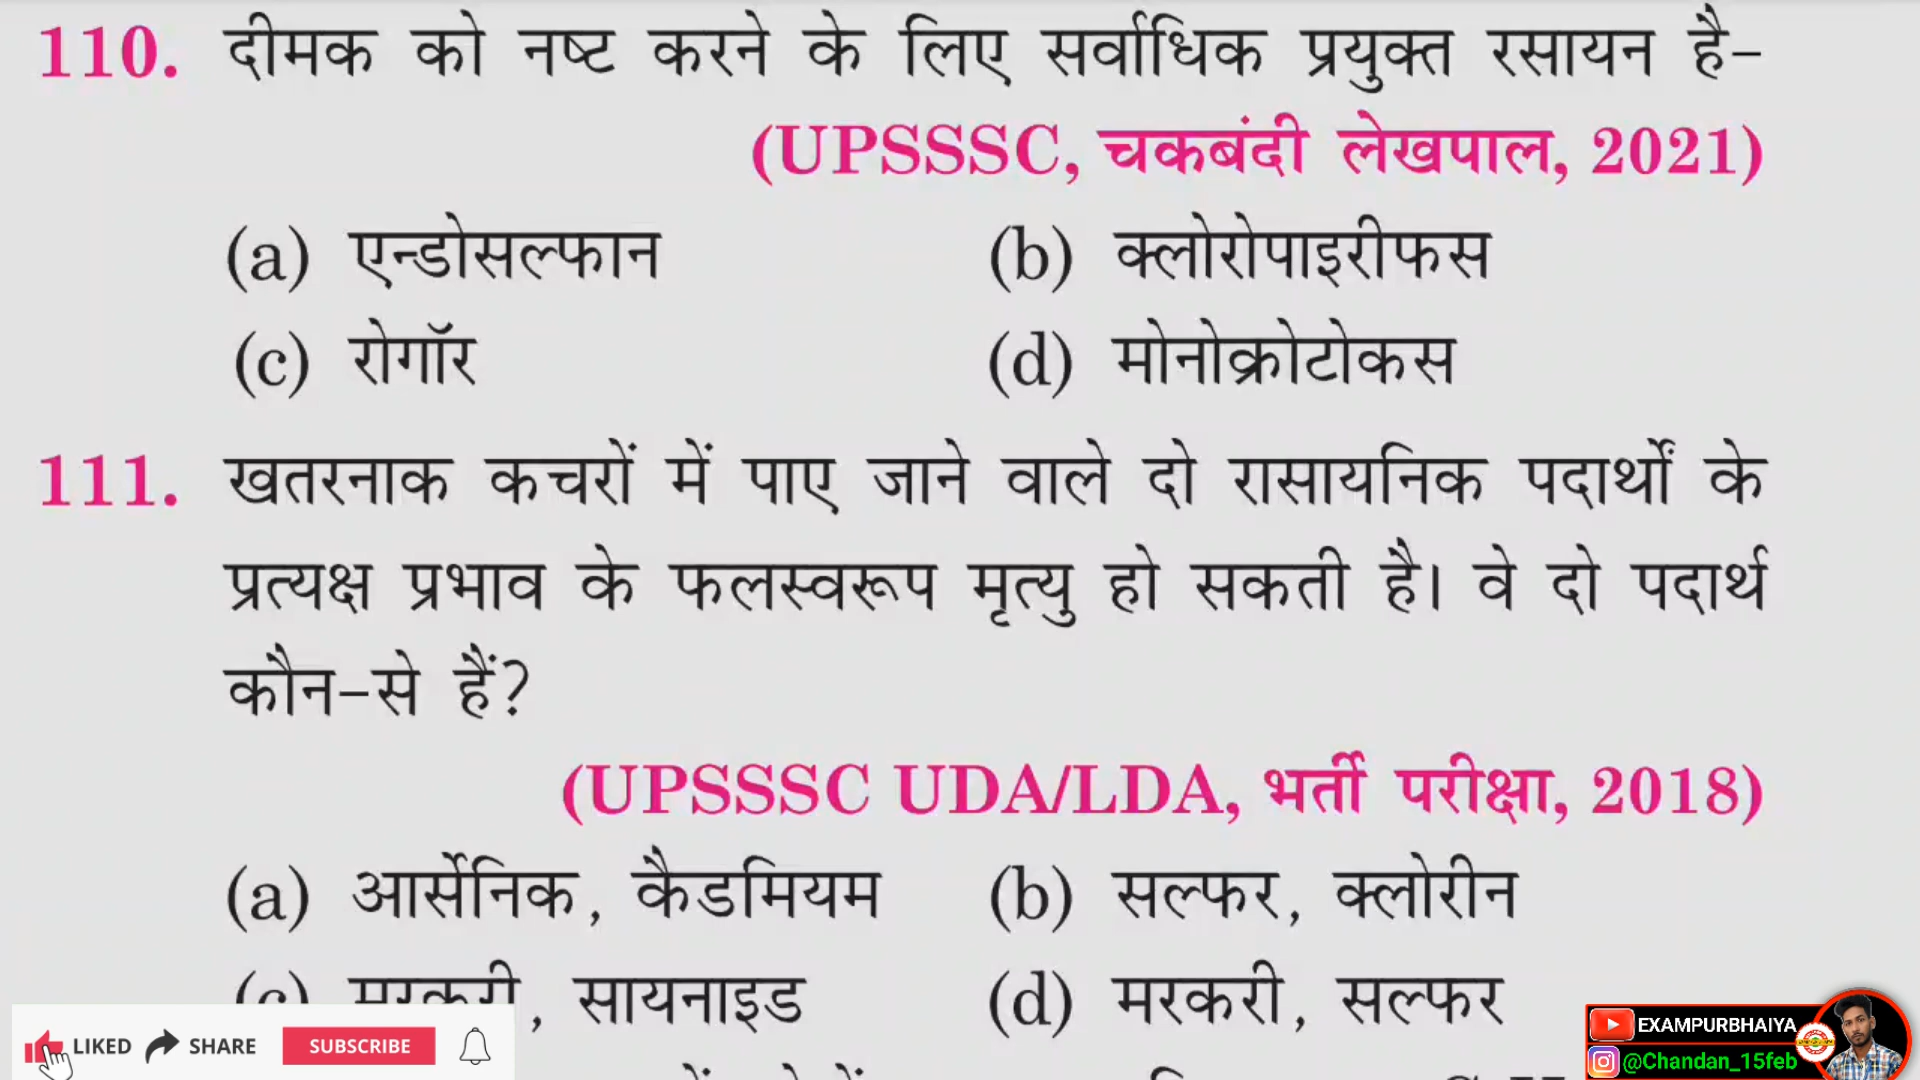 110. दीमक को नष्ट करने के लिए सर्वाधिक प्रयुक्त रसायन है–
(UPSSSC, चकबंदी लेखपाल, 2021)
(a) एन्डोसल्फान (b) क्लोरोपाइरीफस
(c) रोगॉर (d) मोनोक्रोटोकस
111. खतरनाक कचरों में पाए जाने वाले दो रासायनिक पदार्थों के
प्रत्यक्ष प्रभाव के फलस्वरूप मृत्यु हो सकती है। वे दो पदार्थ
कौन–से हैं?
(UPSSSC UDA/LDA, भर्ती परीक्षा, 2018)
(a) आर्सेनिक, कैडमियम (b) सल्फर, क्लोरीन
(c) मरकरी, सायनाइड (d) मरकरी, सल्फर
LIKED SHARE SUBSCRIBE
EXAMPURBHAIYA
@Chandan_15feb